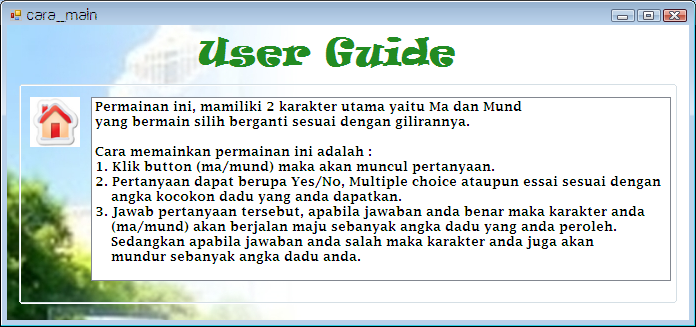 cara_main
User Guide
Permainan ini, mamiliki 2 karakter utama yaitu Ma dan Mund
yang bermain silih berganti sesuai dengan gilirannya.
Cara memainkan permainan ini adalah :
1. Klik button (ma/mund) maka akan muncul pertanyaan.
2. Pertanyaan dapat berupa Yes/No, Multiple choice ataupun essai sesuai dengan
angka kocokon dadu yang anda dapatkan.
3. Jawab pertanyaan tersebut, apabila jawaban anda benar maka karakter anda
(ma/mund) akan berjalan maju sebanyak angka dadu yang anda peroleh.
Sedangkan apabila jawaban anda salah maka karakter anda juga akan
mundur sebanyak angka dadu anda.